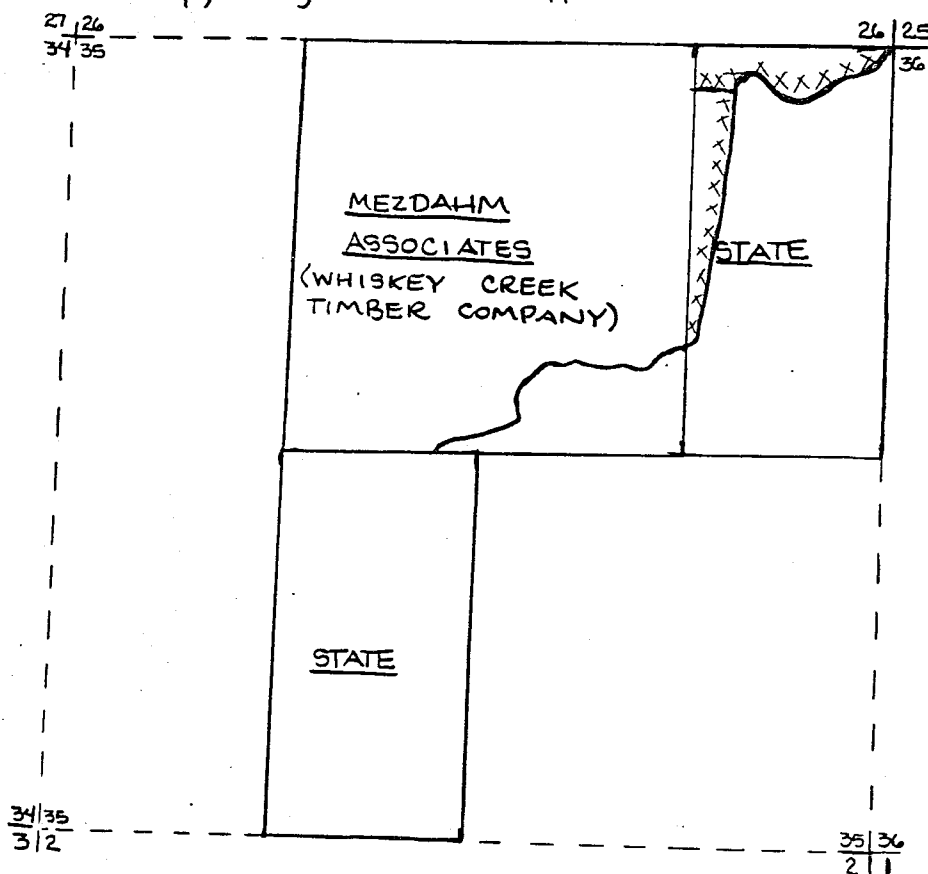 27 26
26 25
34 35
36
MEZDAHM
ASSOCIATES
(WHISKEY CREEK
TIMBER COMPANY)
STATE
STATE
34 35
3 2
35 36
2 1